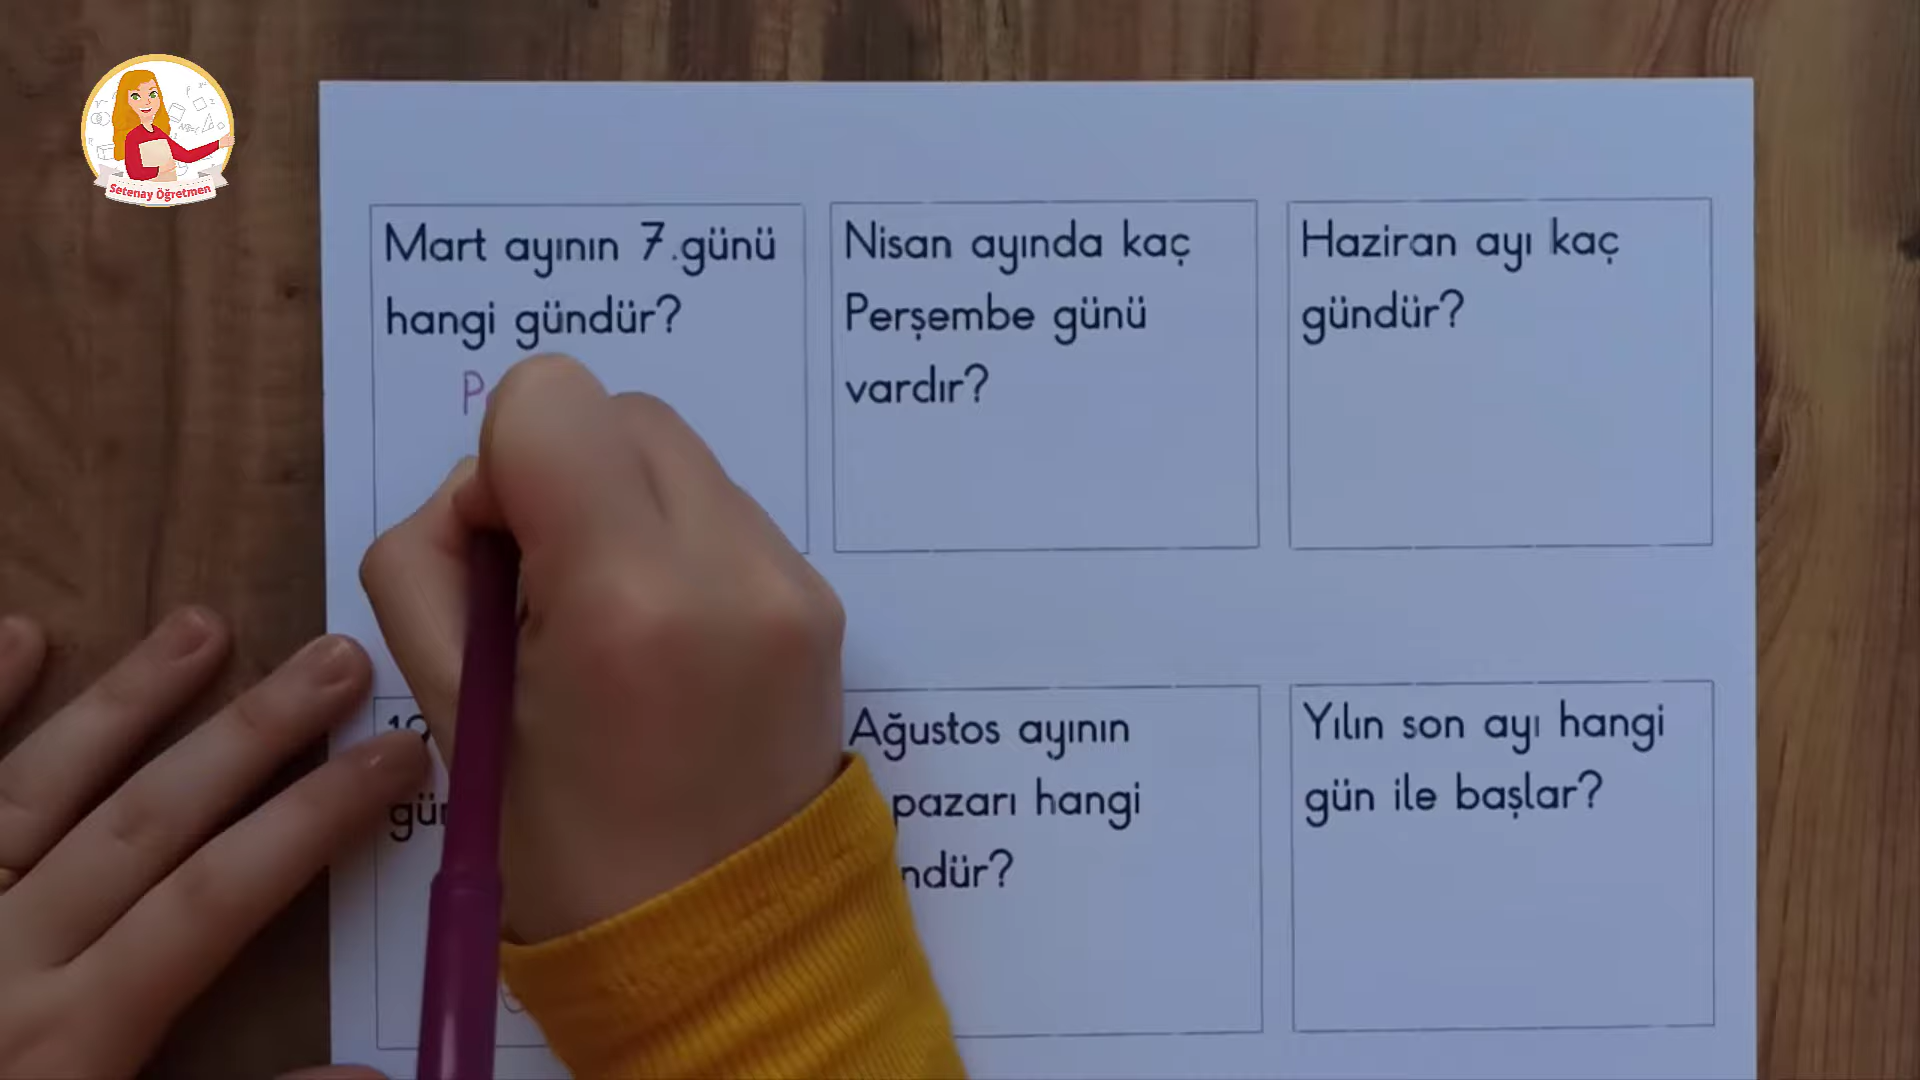 Setenay Öğretmen
Mart ayının 7.günü
hangi gündür?
Nisan ayında kaç
Perşembe günü
vardır?
Haziran ayı kaç
gündür?
Ağustos ayının
pazarı hangi
Yılın son ayı hangi
gün ile başlar?